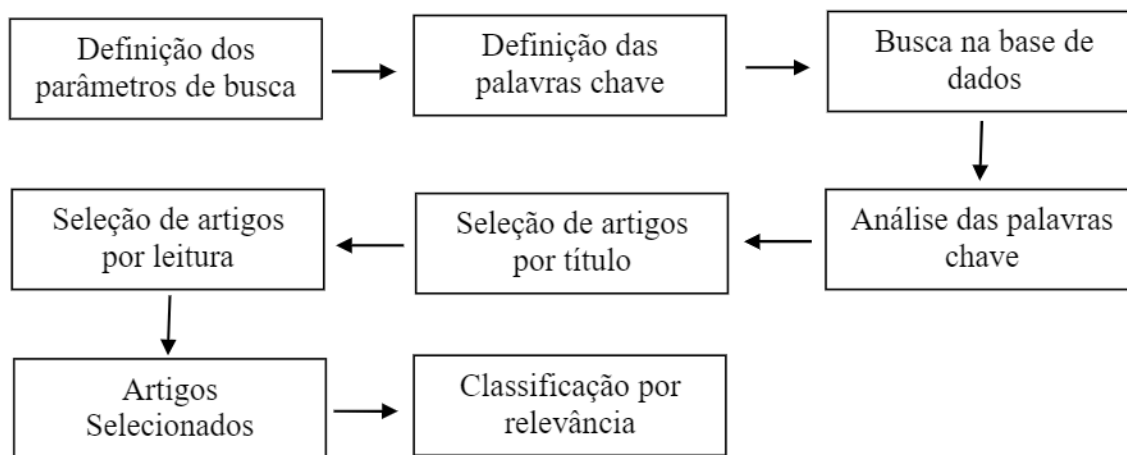 Definição dos
parâmetros de busca
Definição das
palavras chave
Busca na base de
dados
Análise das palavras
chave
Seleção de artigos
por título
Seleção de artigos
por leitura
Artigos
Selecionados
Classificação por
relevância